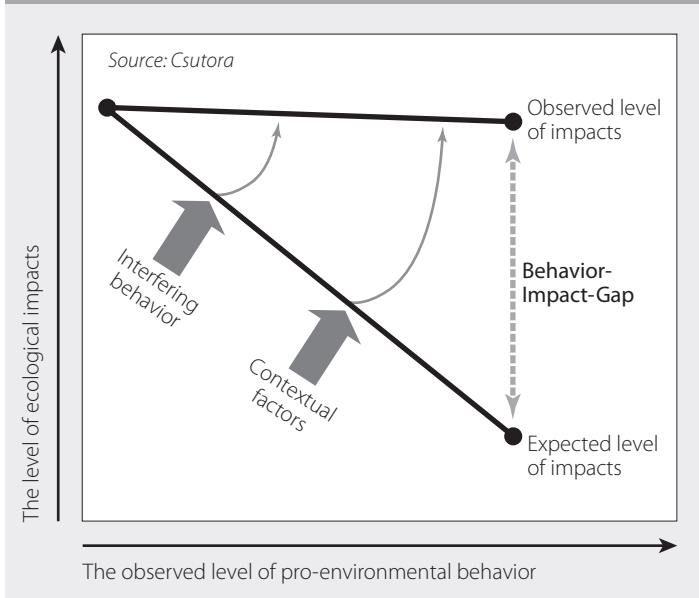 Source: Csutora
Observed level
of impacts
Interfering
behavior
Behavior-
Impact-Gap
Contextual
factors
Expected level
of impacts
The level of ecological impacts
The observed level of pro-environmental behavior